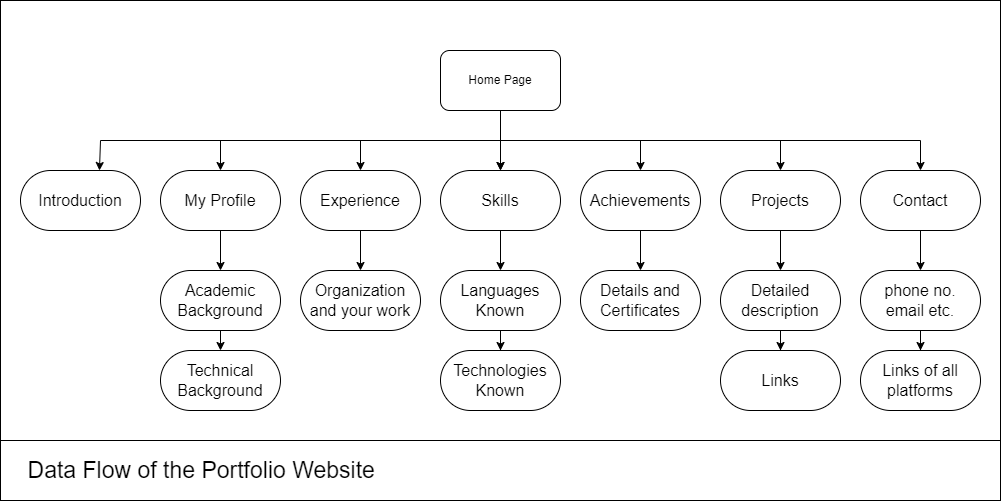 Home Page
Introduction
My Profile
Experience
Skills
Achievements
Projects
Contact
Academic
Background
Organization
and your work
Languages
Known
Details and
Certificates
Detailed
description
phone no.
email etc.
Technical
Background
Technologies
Known
Links
Links of all
platforms
Data Flow of the Portfolio Website